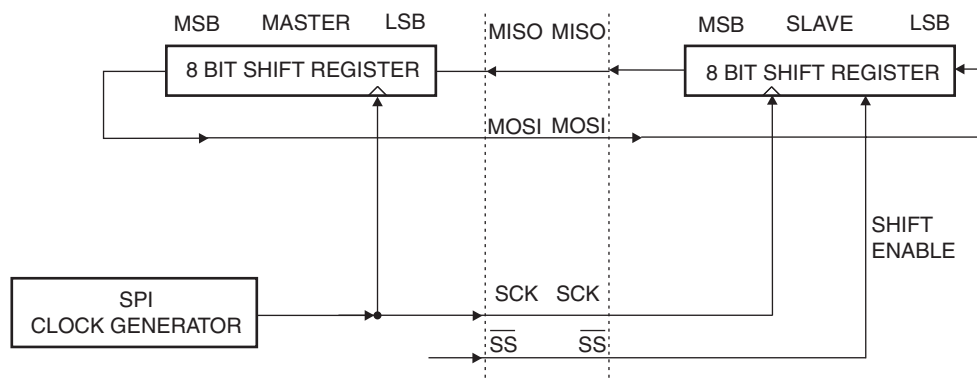 MSB MASTER LSB
MISO MISO
MSB SLAVE LSB
8 BIT SHIFT REGISTER
8 BIT SHIFT REGISTER
MOSI MOSI
SHIFT
ENABLE
SPI
CLOCK GENERATOR
SCK SCK
SS SS